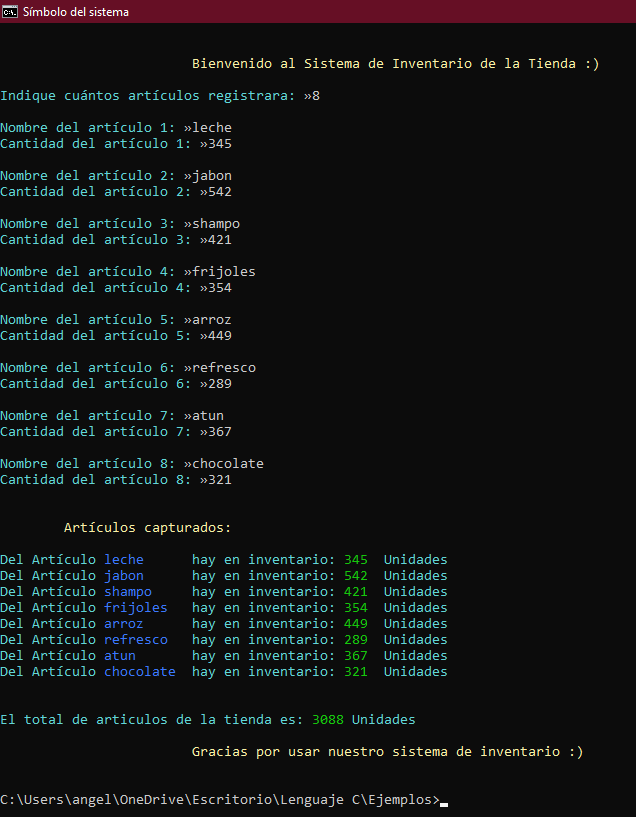 Símbolo del sistema
Bienvenido al Sistema de Inventario de la Tienda :)
Indique cuántos artículos registrara: »8
Nombre del artículo 1: »leche
Cantidad del artículo 1: »345
Nombre del artículo 2: »jabon
Cantidad del artículo 2: »542
Nombre del artículo 3: »shampo
Cantidad del artículo 3: »421
Nombre del artículo 4: »frijoles
Cantidad del artículo 4: »354
Nombre del artículo 5: »arroz
Cantidad del artículo 5: »449
Nombre del artículo 6: »refresco
Cantidad del artículo 6: »289
Nombre del artículo 7: »atun
Cantidad del artículo 7: »367
Nombre del artículo 8: »chocolate
Cantidad del artículo 8: »321
Artículos capturados:
Del Artículo leche hay en inventario: 345 Unidades
Del Artículo jabon hay en inventario: 542 Unidades
Del Artículo shampo hay en inventario: 421 Unidades
Del Artículo frijoles hay en inventario: 354 Unidades
Del Artículo arroz hay en inventario: 449 Unidades
Del Artículo refresco hay en inventario: 289 Unidades
Del Artículo atun hay en inventario: 367 Unidades
Del Artículo chocolate hay en inventario: 321 Unidades
El total de articulos de la tienda es: 3088 Unidades
Gracias por usar nuestro sistema de inventario :)
C:\Users\angel\OneDrive\Escritorio\Lenguaje C\Ejemplos>